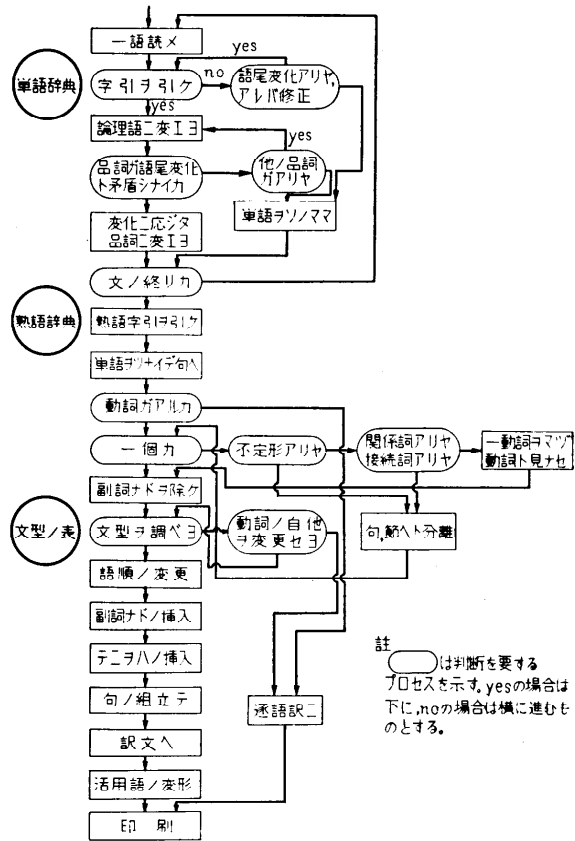 一語読メ
単語辞典
字引ヲ引ケ
yes
no
yes
語尾変化アリヤ,
アレバ修正
論理語ニ変エヨ
yes
品詞ガ語尾変化
ト矛盾シナイカ
他ノ品詞
ガアリヤ
単語ヲソノママ
変化ニ応ジタ
品詞ニ変エヨ
文ノ終リカ
熟語辞典
熟語字引ヲ引ケ
単語ヲツナイデ句ヘ
動詞ガアルカ
一個カ
不定形アリヤ
関係詞アリヤ
接続詞アリヤ
一動詞ヲマヅ
動詞ト見ナセ
副詞ナドヲ除ケ
文型ノ表
文型ヲ調ベヨ
動詞ノ自他
ヲ変更セヨ
句,節ヘト分離
語順ノ変更
副詞ナドノ挿入
テニヲハノ挿入
句ノ組立テ
逐語訳ニ
訳文ヘ
活用語ノ変形
印刷
註
は判断を要する
プロセスを示す。yesの場合は
下に,noの場合は横に進むも
のとする。